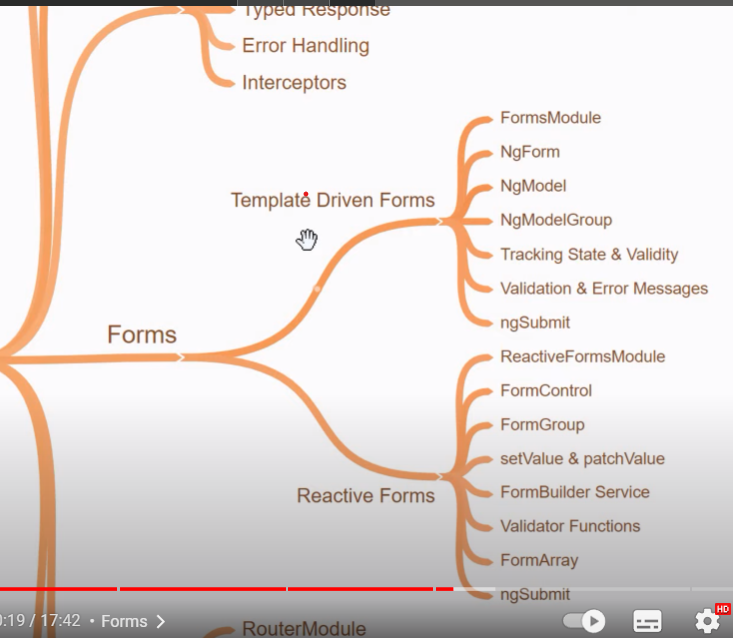 Typed Response
Error Handling
Interceptors
FormsModule
NgForm
NgModel
Template Driven Forms
NgModelGroup
Tracking State & Validity
Validation & Error Messages
ngSubmit
Forms
ReactiveFormsModule
FormControl
FormGroup
setValue & patchValue
Reactive Forms
FormBuilder Service
Validator Functions
FormArray
ngSubmit
:19 / 17:42 • Forms
HD
RouterModule